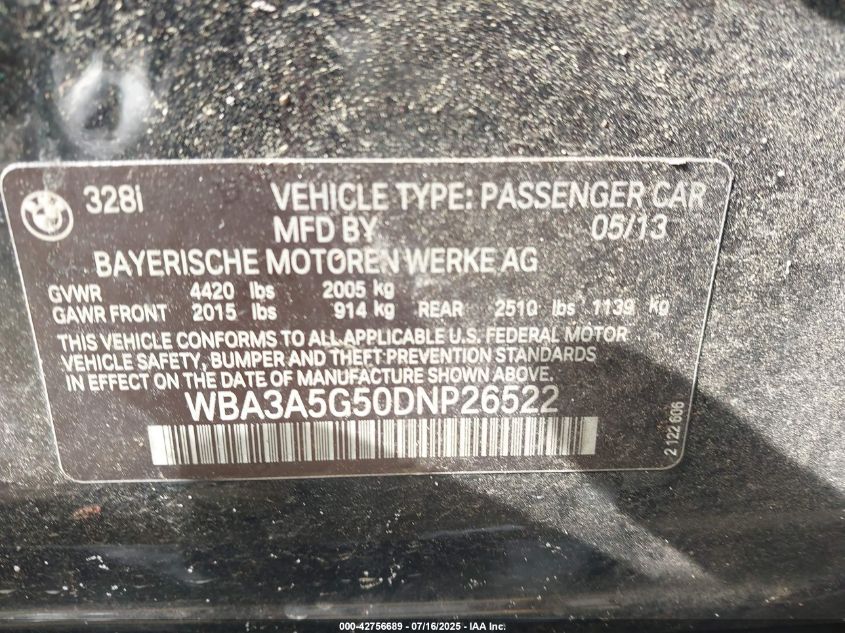 328i VEHICLE TYPE: PASSENGER CAR
MFD BY 05/13
BAYERISCHE MOTOREN WERKE AG
GVWR 4420 lbs 2005 kg
GAWR FRONT 2015 lbs 914 kg REAR 2510 lbs 1139 kg
THIS VEHICLE CONFORMS TO ALL APPLICABLE U.S. FEDERAL MOTOR
VEHICLE SAFETY, BUMPER AND THEFT PREVENTION STANDARDS
IN EFFECT ON THE DATE OF MANUFACTURE SHOWN ABOVE.
WBA3A5G50DNP26522
2 122 606
000-42756689 - 07/16/2025 - IAA Inc.